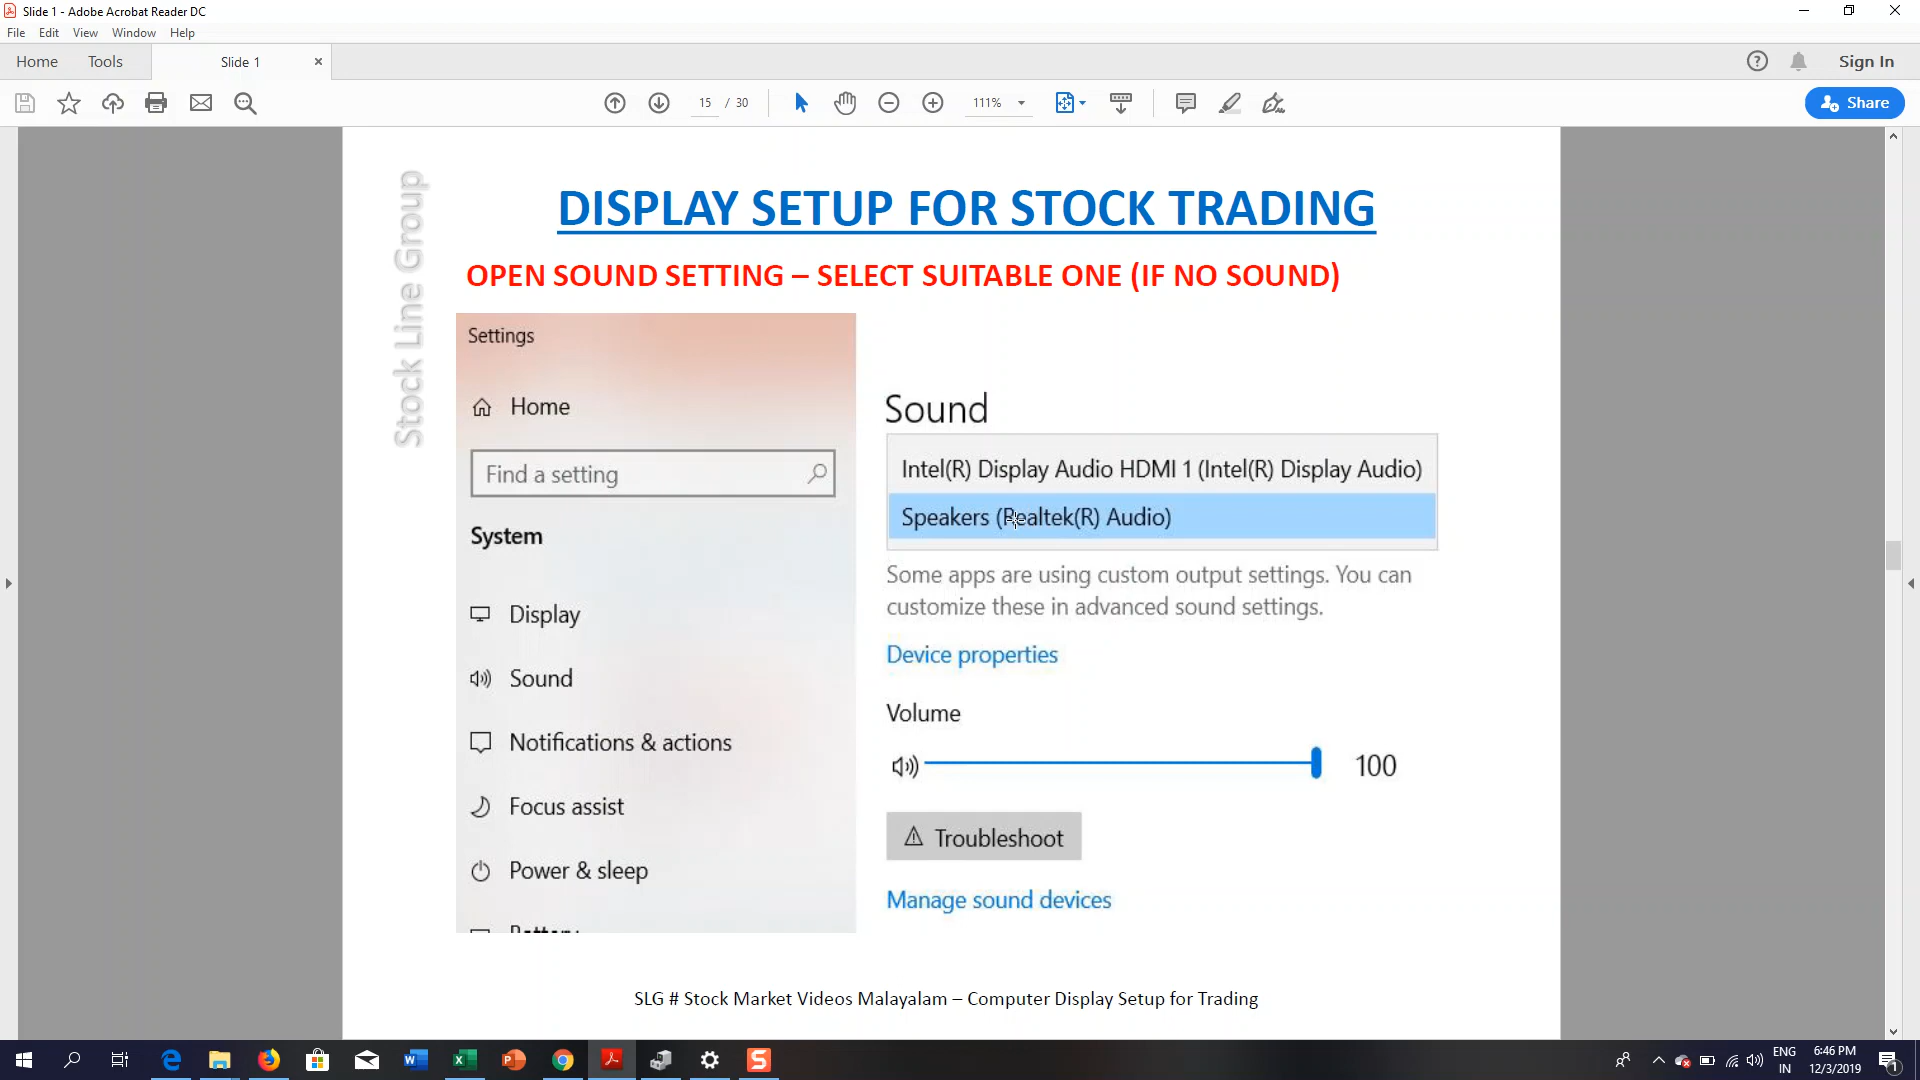 Slide 1 - Adobe Acrobat Reader DC
File Edit View Window Help
Home Tools Slide 1 Sign In
15 / 30 111% Share
Stock Line Group
DISPLAY SETUP FOR STOCK TRADING
OPEN SOUND SETTING – SELECT SUITABLE ONE (IF NO SOUND)
Settings
Home
Find a setting
System
Display
Sound
Notifications & actions
Focus assist
Power & sleep
Battery
Sound
Intel(R) Display Audio HDMI 1 (Intel(R) Display Audio)
Speakers (Realtek(R) Audio)
Some apps are using custom output settings. You can
customize these in advanced sound settings.
Device properties
Volume
100
Troubleshoot
Manage sound devices
SLG # Stock Market Videos Malayalam – Computer Display Setup for Trading
ENG
IN
6:46 PM
12/3/2019
1